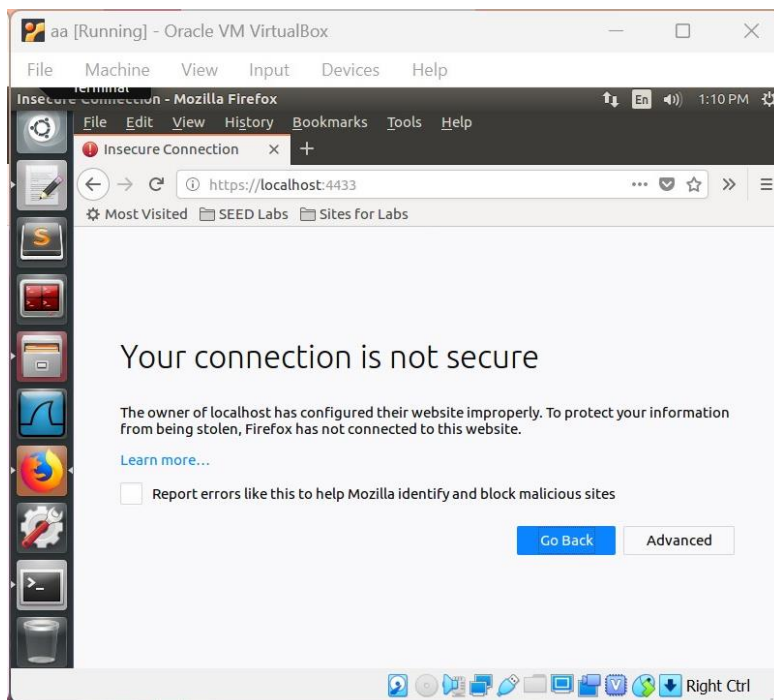 aa [Running] - Oracle VM VirtualBox
File Machine View Input Devices Help
Terminal
Insecure Connection - Mozilla Firefox En 1:10 PM
File Edit View History Bookmarks Tools Help
Insecure Connection × +
https://localhost:4433
Most Visited SEED Labs Sites for Labs
Your connection is not secure
The owner of localhost has configured their website improperly. To protect your information
from being stolen, Firefox has not connected to this website.
Learn more…
Report errors like this to help Mozilla identify and block malicious sites
Go Back Advanced
Right Ctrl